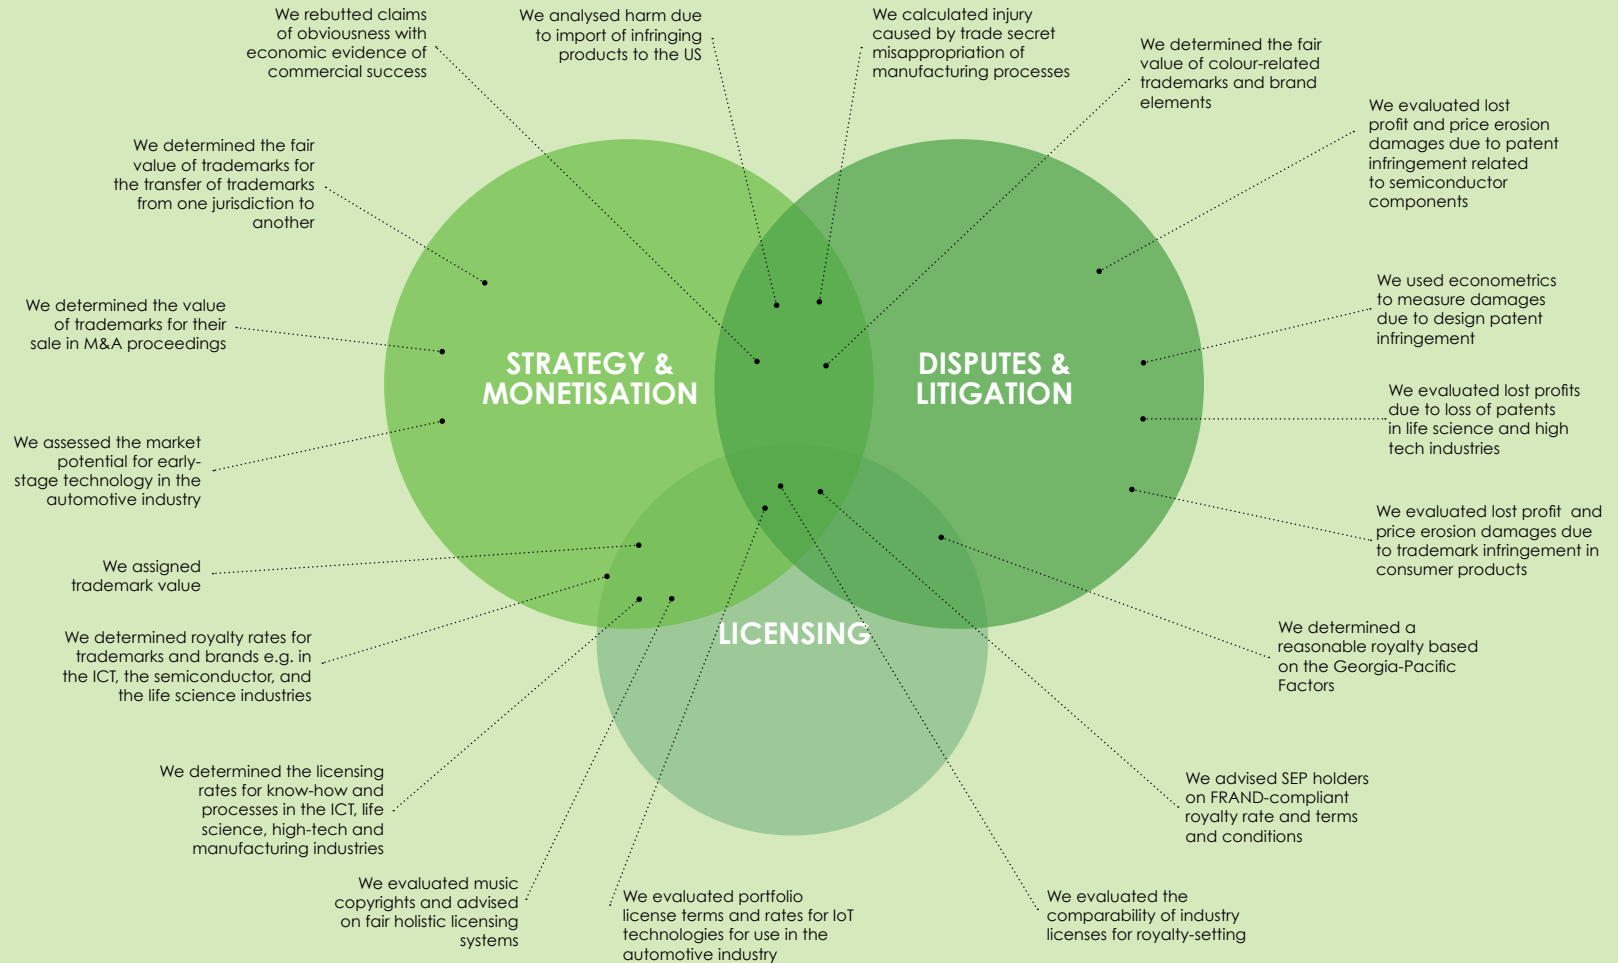 We rebutted claims
of obviousness with
economic evidence of
commercial success
We analysed harm due
to import of infringing
products to the US
We calculated injury
caused by trade secret
misappropriation of
manufacturing processes
We determined the fair
value of colour-related
trademarks and brand
elements
We evaluated lost
profit and price erosion
damages due to patent
infringement related
to semiconductor
components
We determined the fair
value of trademarks for
the transfer of trademarks
from one jurisdiction to
another
We used econometrics
to measure damages
due to design patent
infringement
We determined the value
of trademarks for their
sale in M&A proceedings
STRATEGY &
MONETISATION
DISPUTES &
LITIGATION
We evaluated lost profits
due to loss of patents
in life science and high
tech industries
We assessed the market
potential for early-
stage technology in the
automotive industry
We evaluated lost profit and
price erosion damages due
to trademark infringement in
consumer products
We assigned
trademark value
LICENSING
We determined royalty rates for
trademarks and brands e.g. in
the ICT, the semiconductor, and
the life science industries
We determined a
reasonable royalty based
on the Georgia-Pacific
Factors
We determined the licensing
rates for know-how and
processes in the ICT, life
science, high-tech and
manufacturing industries
We advised SEP holders
on FRAND-compliant
royalty rate and terms
and conditions
We evaluated music
copyrights and advised
on fair holistic licensing
systems
We evaluated portfolio
license terms and rates for IoT
technologies for use in the
automotive industry
We evaluated the
comparability of industry
licenses for royalty-setting